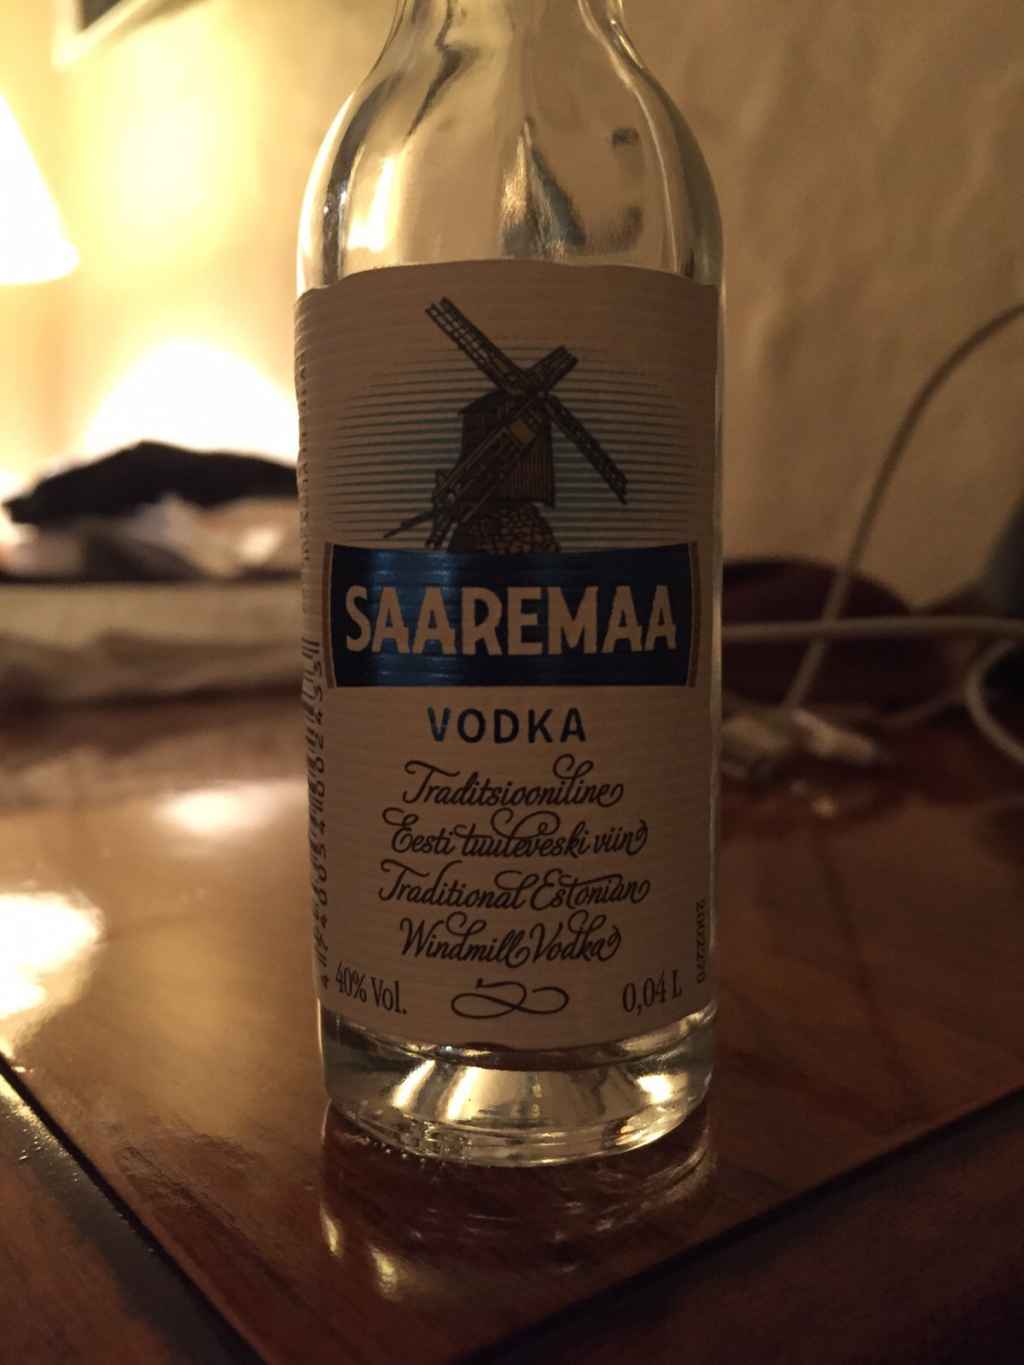 SAAREMAA
VODKA
Traditsiooniline
Eesti tuuleveski viin
Traditional Estonian
Windmill Vodka
40% Vol.
0,04 L